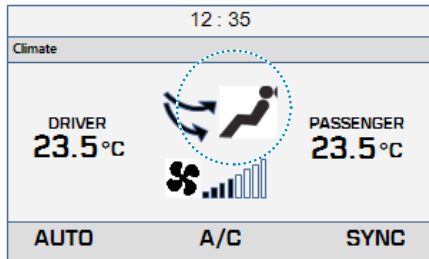 12 : 35
Climate
DRIVER
23.5°C
PASSENGER
23.5°C
AUTO
A/C
SYNC